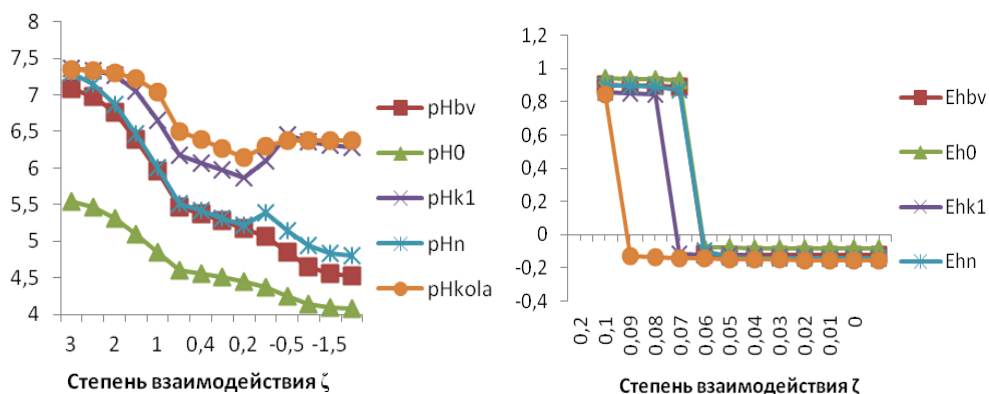 8
7,5
7
6,5
6
5,5
5
4,5
4
3 2 1 0,4 0,2 -0,5 -1,5
Степень взаимодействия ζ
pHbv
pH0
pHk1
pHn
pHkola
1,2
1
0,8
0,6
0,4
0,2
0
-0,2
-0,4
0,2 0,1 0,09 0,08 0,07 0,06 0,05 0,04 0,03 0,02 0,01 0
Степень взаимодействия ζ
Ehbv
Eh0
Ehk1
Ehn